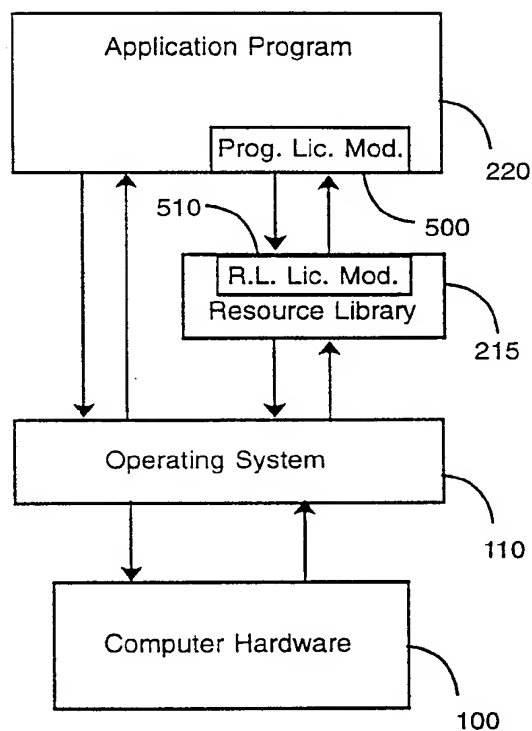 Application Program
Prog. Lic. Mod.
220
510
500
R.L. Lic. Mod.
Resource Library
215
Operating System
110
Computer Hardware
100